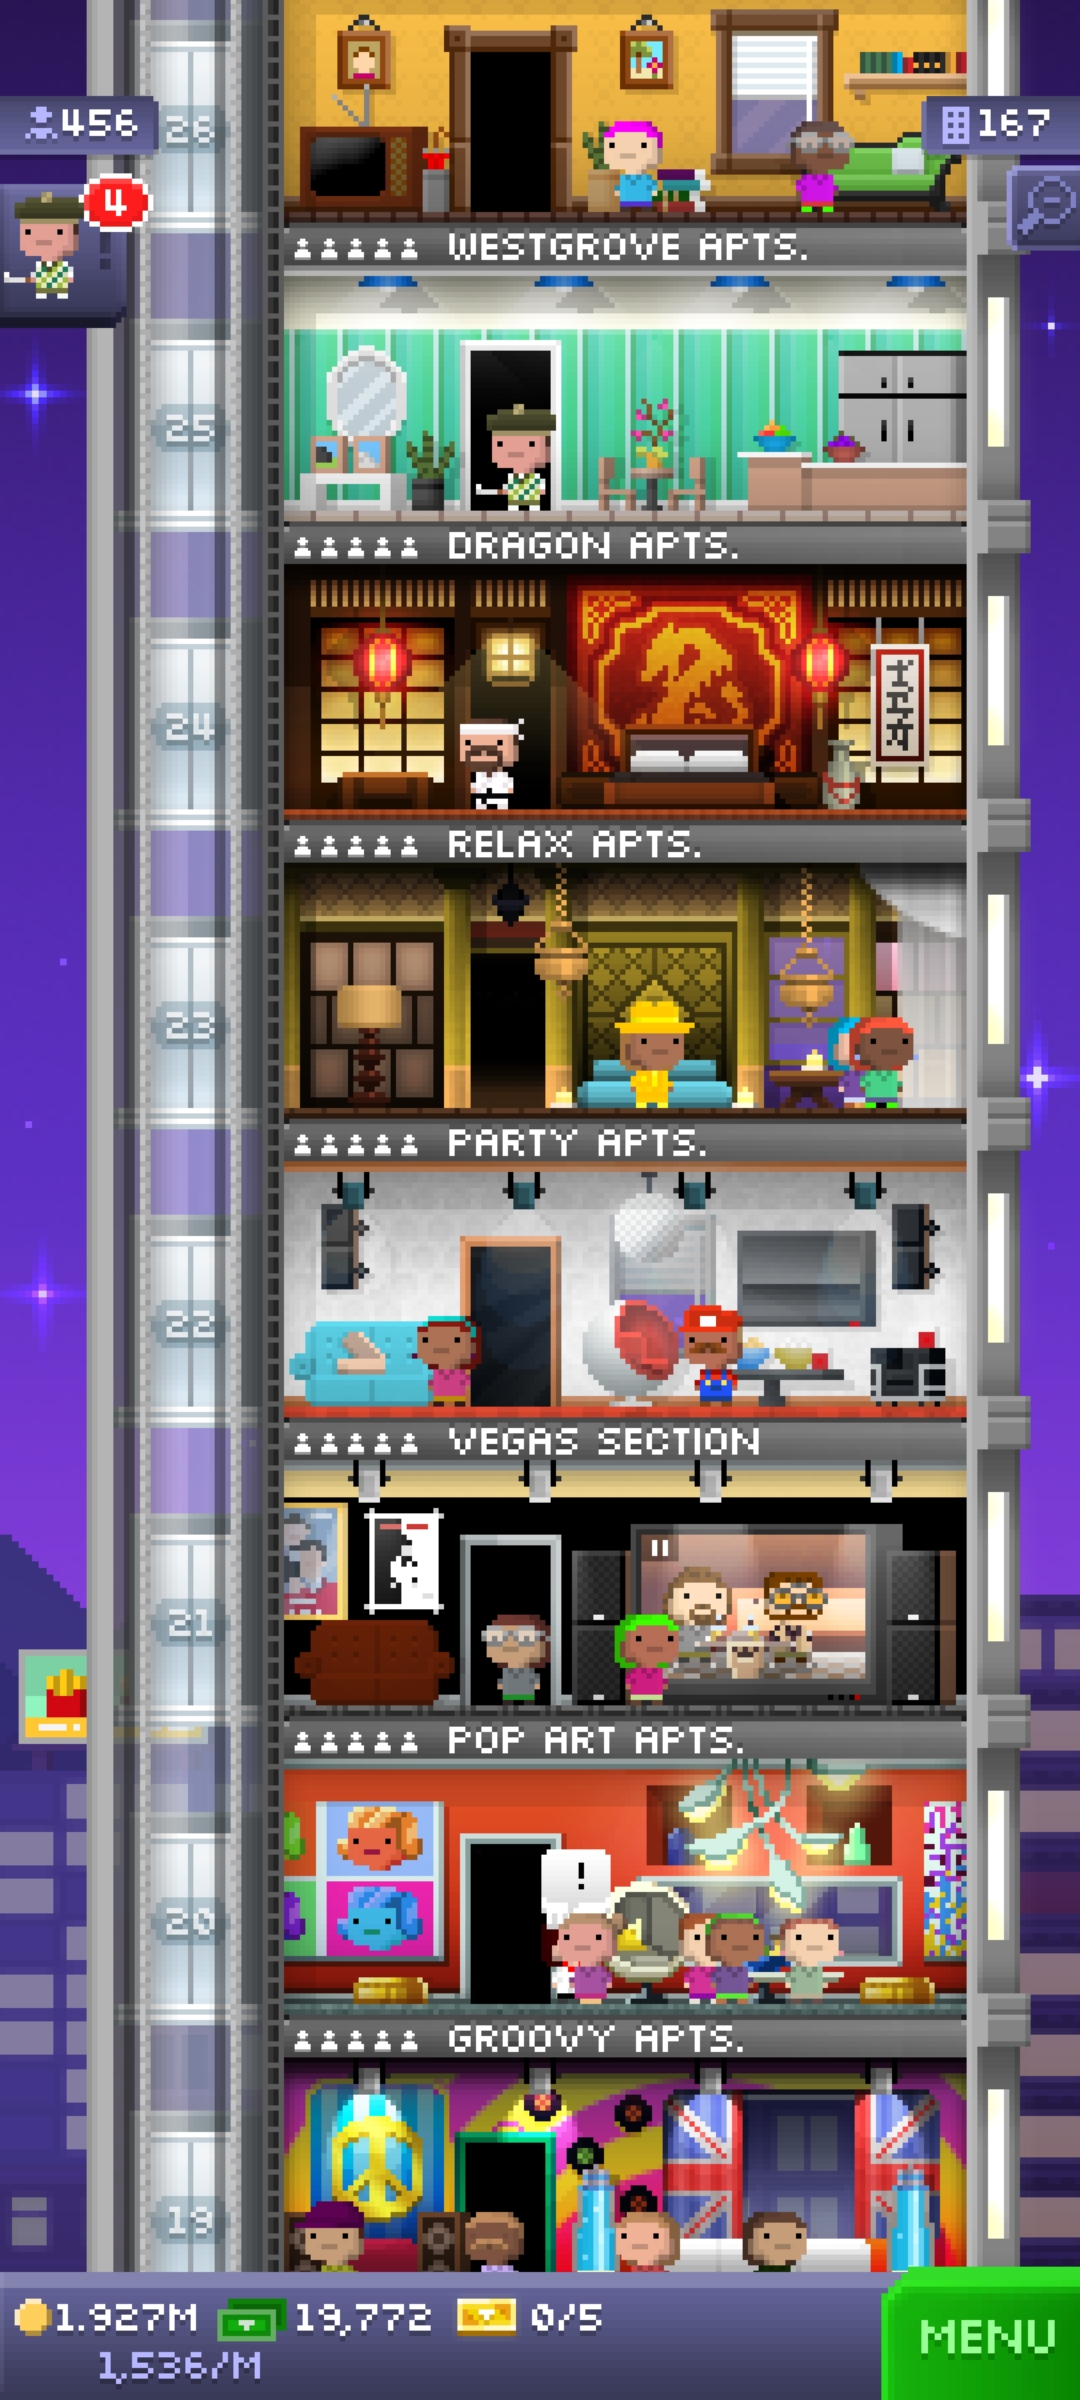 456
26
167
4
WESTGROVE APTS.
25
DRAGON APTS.
24
RELAX APTS.
23
PARTY APTS.
22
VEGAS SECTION
21
POP ART APTS.
!
20
GROOVY APTS.
19
1.927M 19,772 0/5
1,536/M
MENU